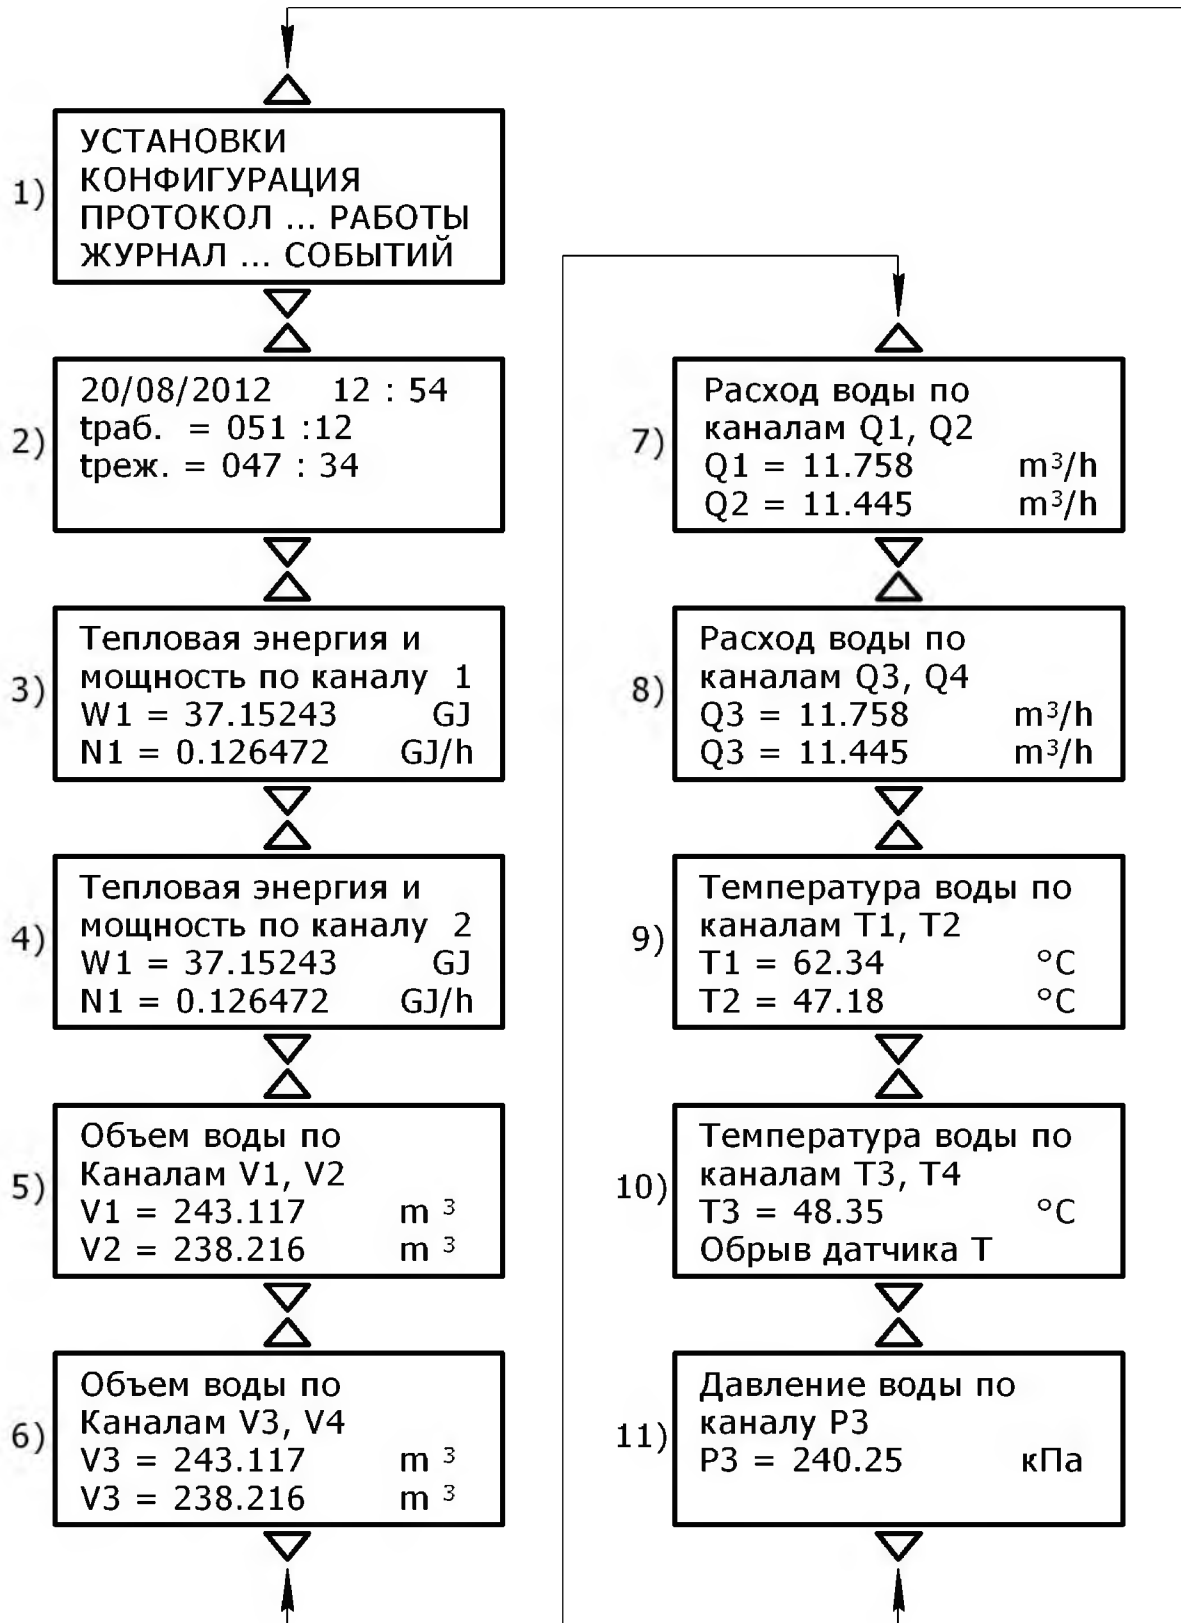 1)
УСТАНОВКИ
КОНФИГУРАЦИЯ
ПРОТОКОЛ ... РАБОТЫ
ЖУРНАЛ ... СОБЫТИЙ
2)
20/08/2012 12 : 54
tраб. = 051 :12
tреж. = 047 : 34
3)
Тепловая энергия и
мощность по каналу 1
W1 = 37.15243 GJ
N1 = 0.126472 GJ/h
4)
Тепловая энергия и
мощность по каналу 2
W1 = 37.15243 GJ
N1 = 0.126472 GJ/h
5)
Объем воды по
Каналам V1, V2
V1 = 243.117 m ³
V2 = 238.216 m ³
6)
Объем воды по
Каналам V3, V4
V3 = 243.117 m ³
V3 = 238.216 m ³
7)
Расход воды по
каналам Q1, Q2
Q1 = 11.758 m³/h
Q2 = 11.445 m³/h
8)
Расход воды по
каналам Q3, Q4
Q3 = 11.758 m³/h
Q3 = 11.445 m³/h
9)
Температура воды по
каналам T1, T2
T1 = 62.34 °C
T2 = 47.18 °C
10)
Температура воды по
каналам T3, T4
T3 = 48.35 °C
Обрыв датчика T
11)
Давление воды по
каналу P3
P3 = 240.25 кПа